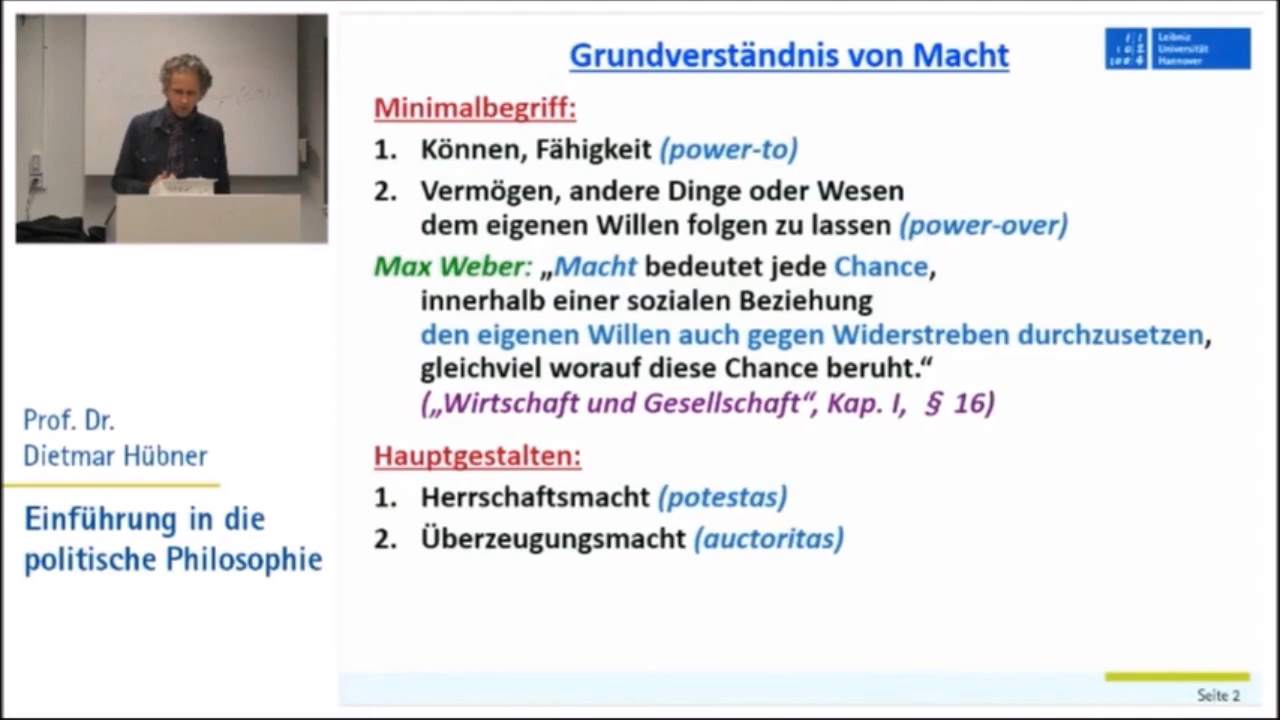 Grundverständnis von Macht
Leibniz
Universität
Hannover
Minimalbegriff:
1. Können, Fähigkeit (power-to)
2. Vermögen, andere Dinge oder Wesen
dem eigenen Willen folgen zu lassen (power-over)
Max Weber: „Macht bedeutet jede Chance,
innerhalb einer sozialen Beziehung
den eigenen Willen auch gegen Widerstreben durchzusetzen,
gleichviel worauf diese Chance beruht.“
(„Wirtschaft und Gesellschaft“, Kap. I, § 16)
Hauptgestalten:
1. Herrschaftsmacht (potestas)
2. Überzeugungsmacht (auctoritas)
Prof. Dr.
Dietmar Hübner
Einführung in die
politische Philosophie
Seite 2